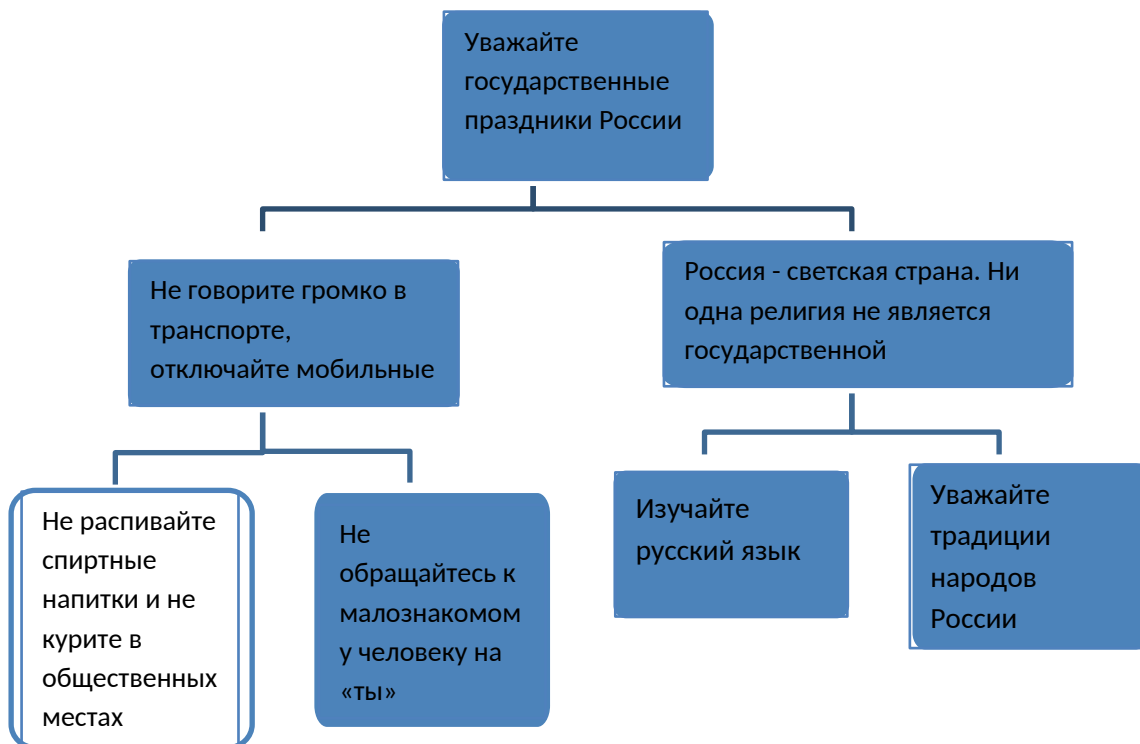 Уважайте
государственные
праздники России
Не говорите громко в
транспорте,
отключайте мобильные
Россия - светская страна. Ни
одна религия не является
государственной
Не распивайте
спиртные
напитки и не
курите в
общественных
местах
Не
обращайтесь к
малознакомом
у человеку на
«ты»
Изучайте
русский язык
Уважайте
традиции
народов
России